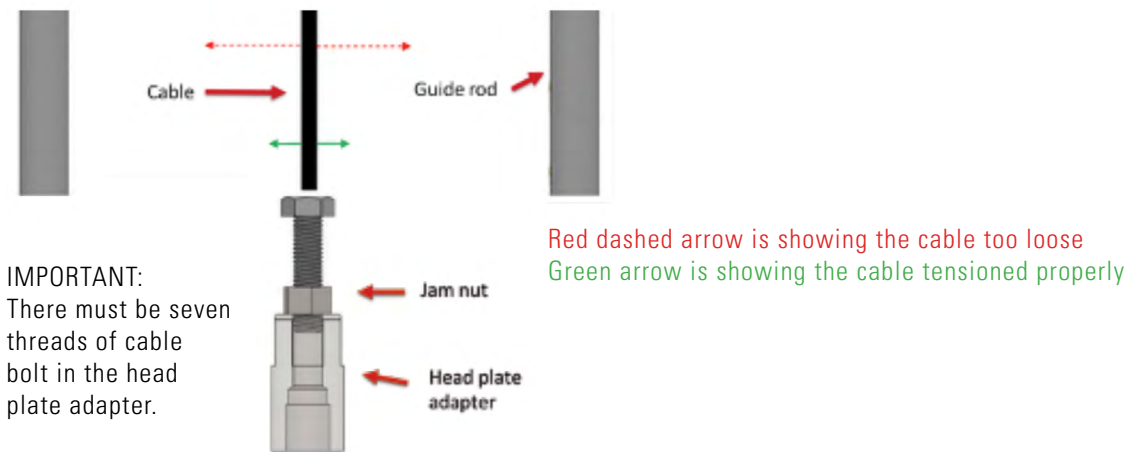 Cable
Guide rod
Red dashed arrow is showing the cable too loose
Green arrow is showing the cable tensioned properly
IMPORTANT:
There must be seven
threads of cable
bolt in the head
plate adapter.
Jam nut
Head plate
adapter